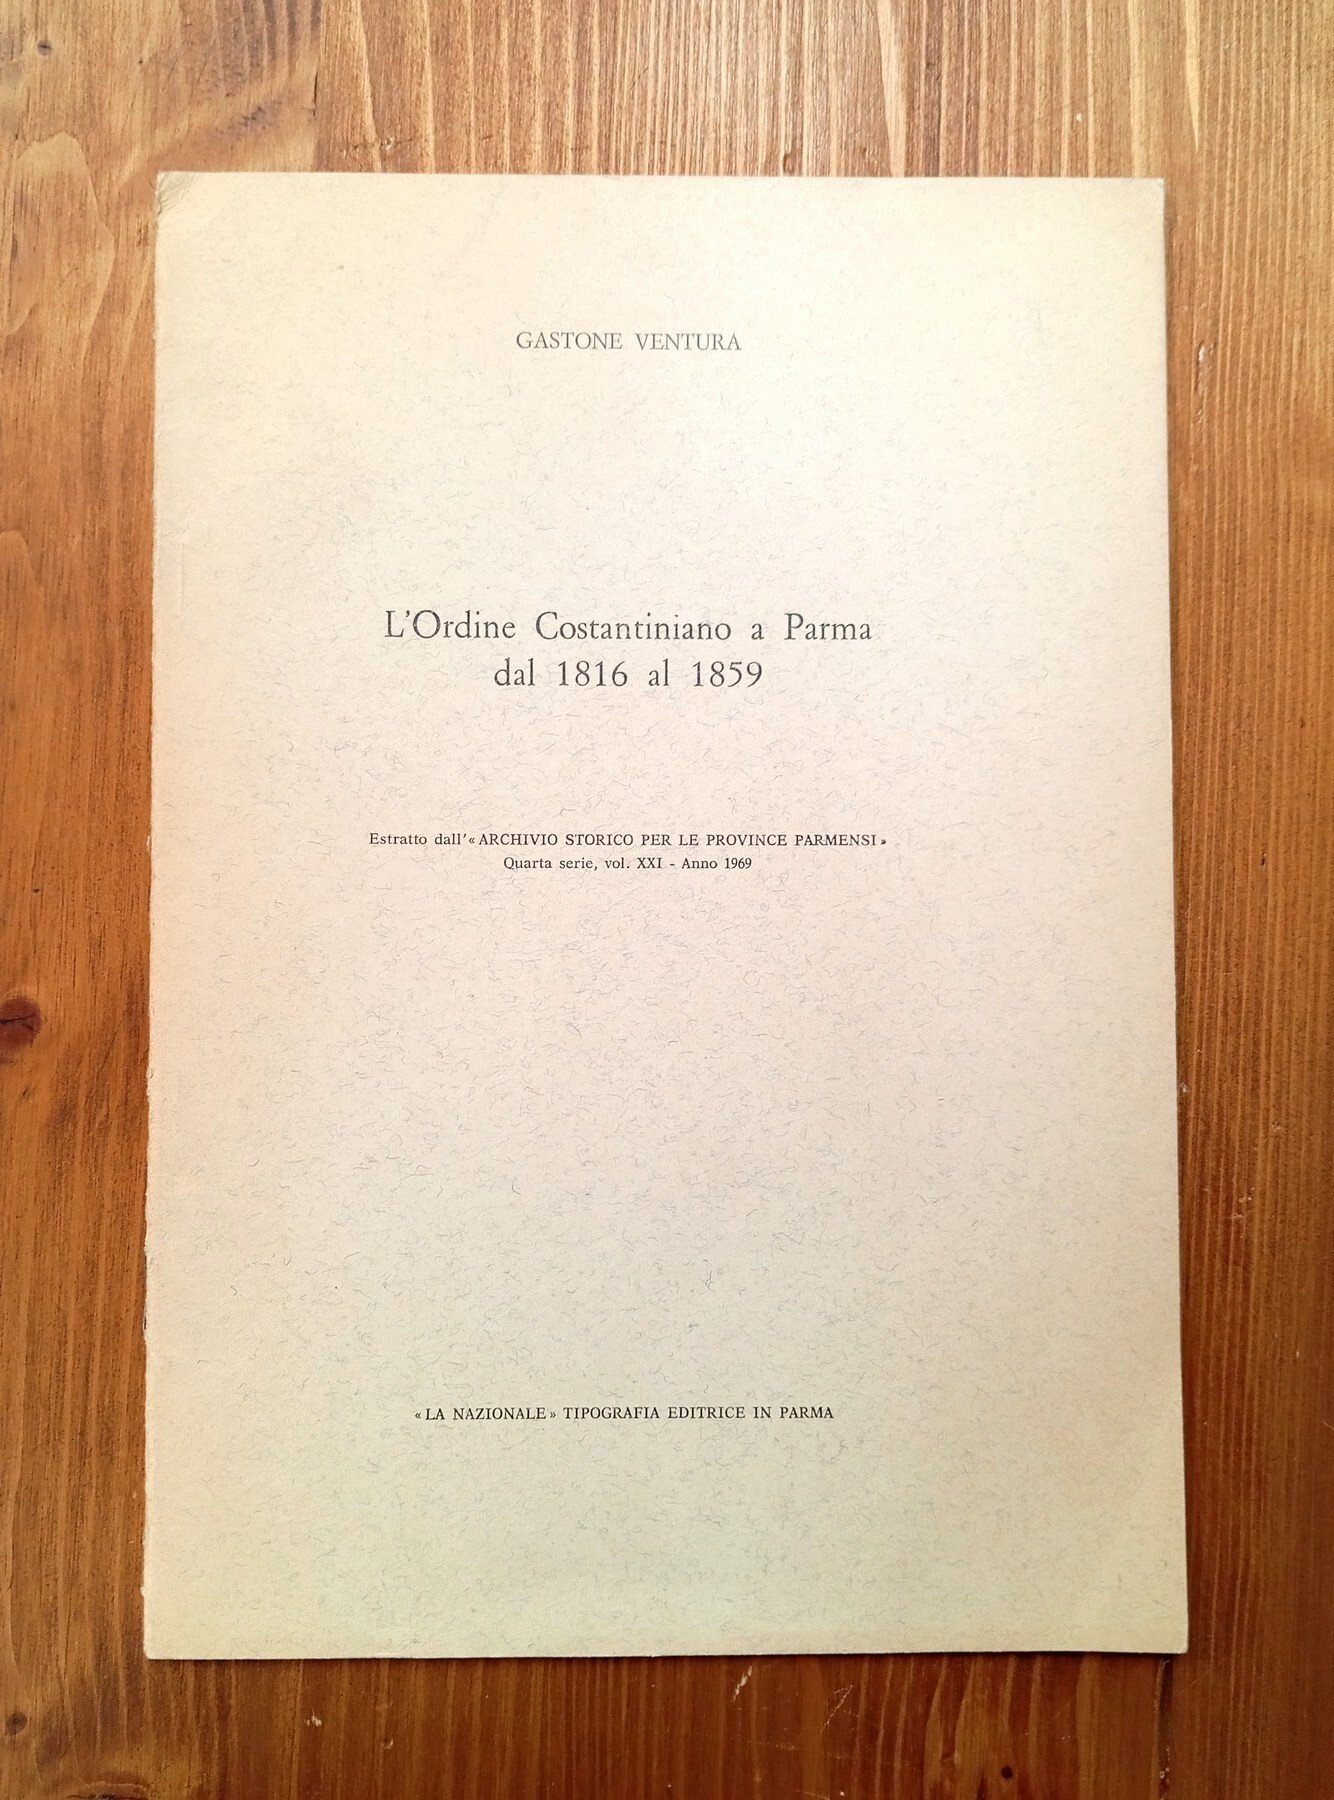 GASTONE VENTURA
L'Ordine Costantiniano a Parma
dal 1816 al 1859
Estratto dall'«ARCHIVIO STORICO PER LE PROVINCE PARMENSI»
Quarta serie, vol. XXI - Anno 1969
«LA NAZIONALE» TIPOGRAFIA EDITRICE IN PARMA